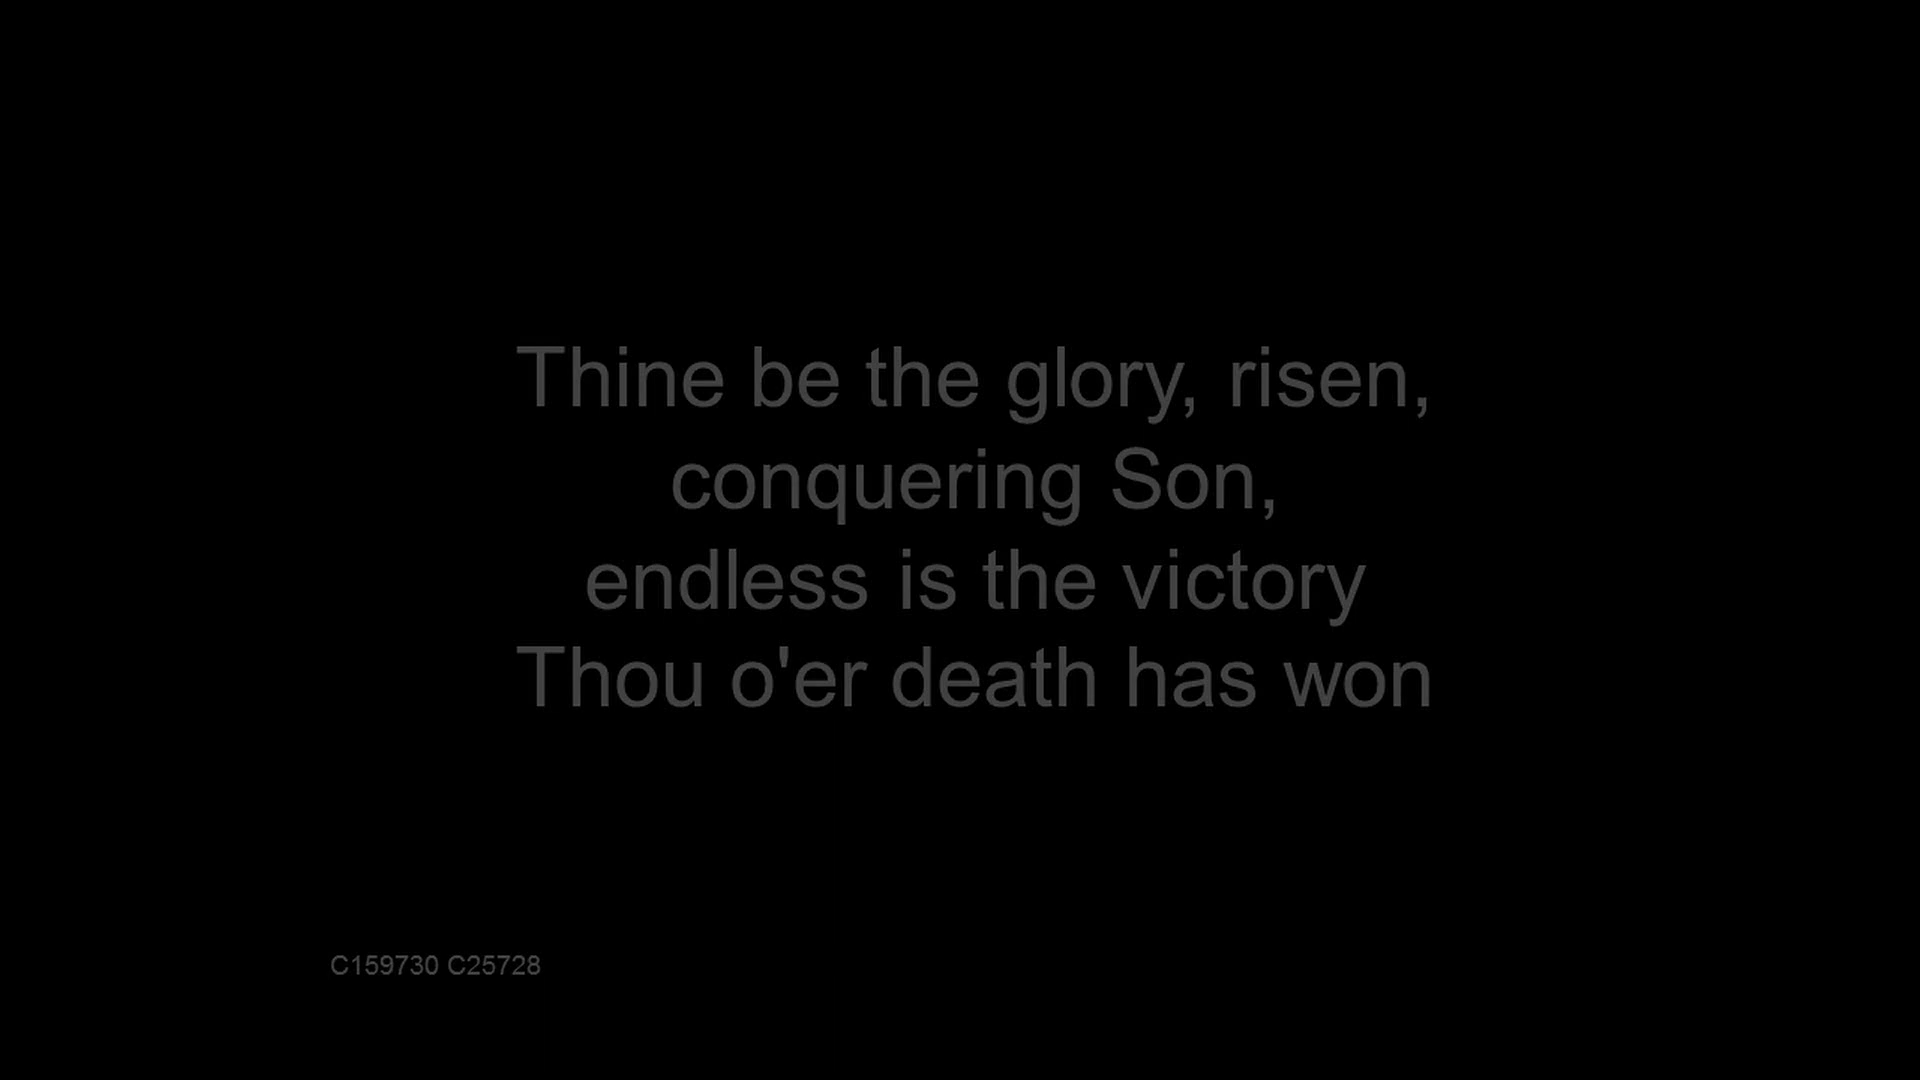 Thine be the glory, risen,
conquering Son,
endless is the victory
Thou o'er death has won
C159730 C25728